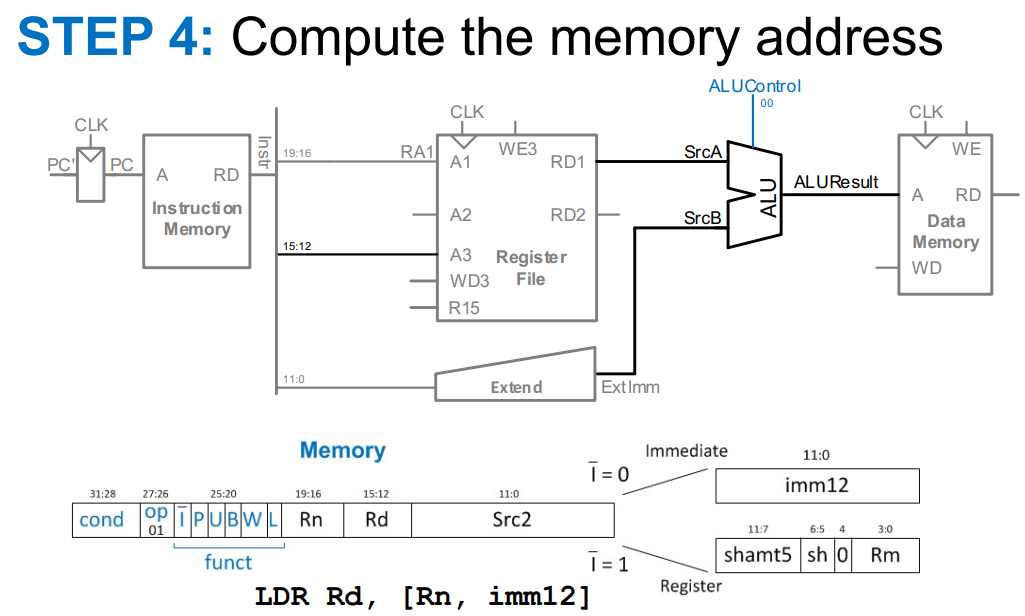 STEP 4: Compute the memory address
ALUControl
00
CLK
CLK
CLK
PC'
PC
A
RD
Instruction
Memory
Instr
19:16
RA1
A1
WE3
RD1
A2
RD2
15:12
A3
Register
File
WD3
R15
11:0
Extend
ExtImm
SrcA
SrcB
ALU
ALUResult
WE
A
RD
Data
Memory
WD
Memory
31:28 27:26 25:20 19:16 15:12 11:0
cond op 01 I P U B W L Rn Rd Src2
funct
I = 0
Immediate
11:0
imm12
I = 1
Register
11:7 6:5 4 3:0
shamt5 sh 0 Rm
LDR Rd, [Rn, imm12]